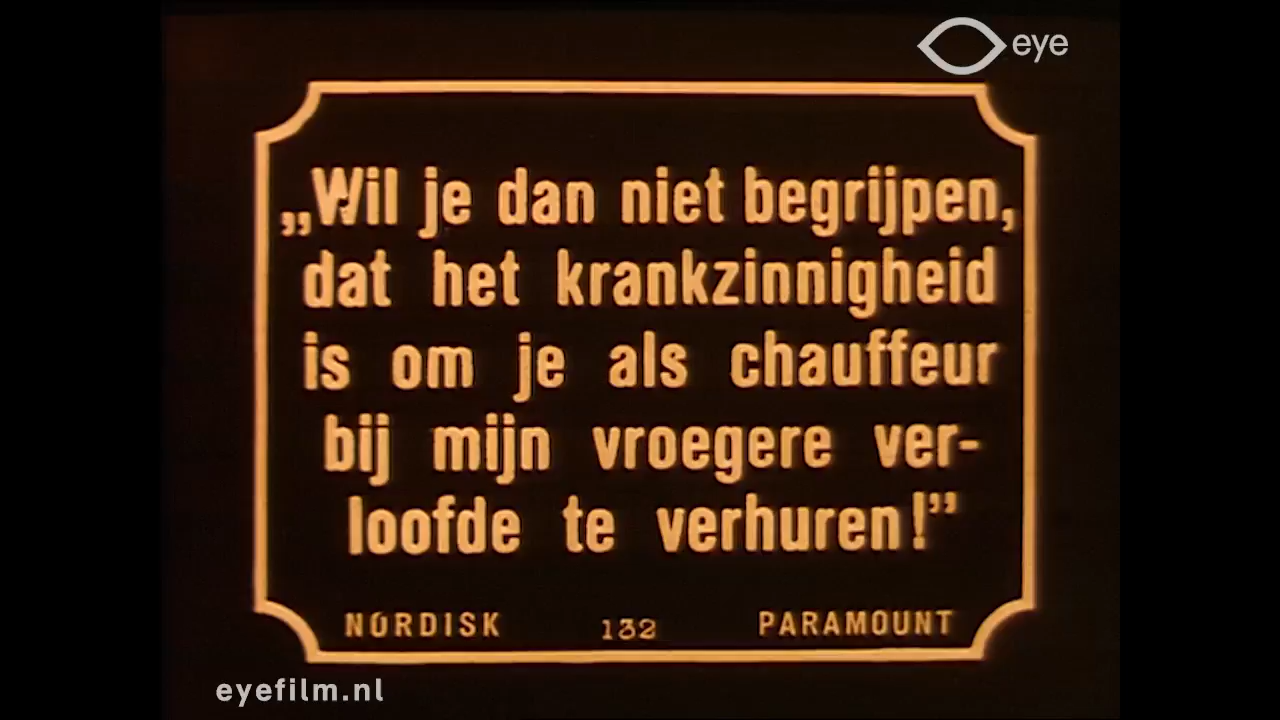 eye
„Wil je dan niet begrijpen,
dat het krankzinnigheid
is om je als chauffeur
bij mijn vroegere ver-
loofde te verhuren!”
NORDISK 132 PARAMOUNT
eyefilm.nl